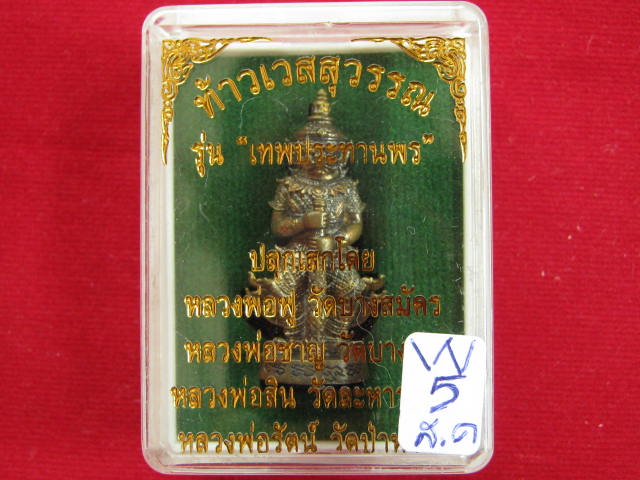 ท้าวเวสสุวรรณ
รุ่น "เทพประทานพร"
ปลุกเสกโดย
หลวงพ่อฟู วัดบางสมัคร
หลวงพ่อชาญ วัดบาง
หลวงพ่อสิน วัดละหาร
หลวงพ่อรัตน์ วัดป่า
5
ส.ค